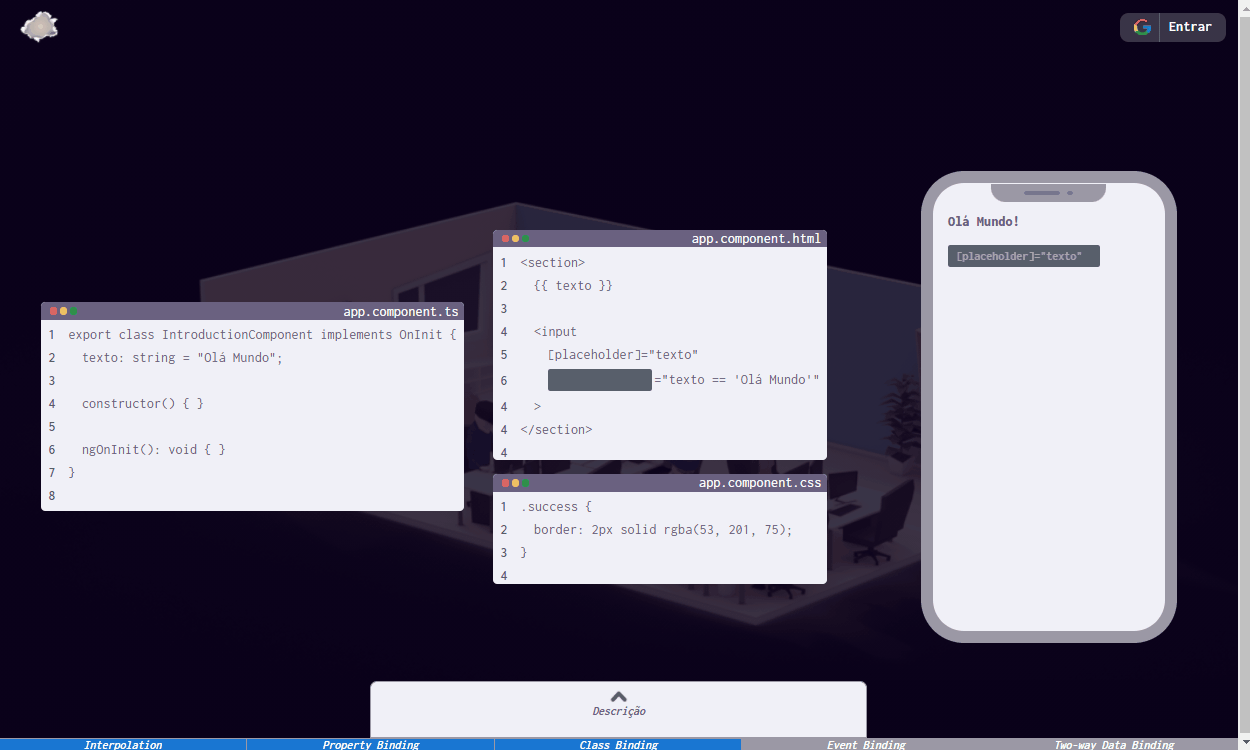 Entrar
app.component.ts
1 export class IntroductionComponent implements OnInit {
2 texto: string = "Olá Mundo";
3
4 constructor() { }
5
6 ngOnInit(): void { }
7 }
8
app.component.html
1 <section>
2 {{ texto }}
3
4 <input
5 [placeholder]="texto"
6 ="texto == 'Olá Mundo'"
4 >
4 </section>
4
app.component.css
1 .success {
2 border: 2px solid rgba(53, 201, 75);
3 }
4
Olá Mundo!
[placeholder]="texto"
Descrição
Interpolation
Property Binding
Class Binding
Event Binding
Two-way Data Binding